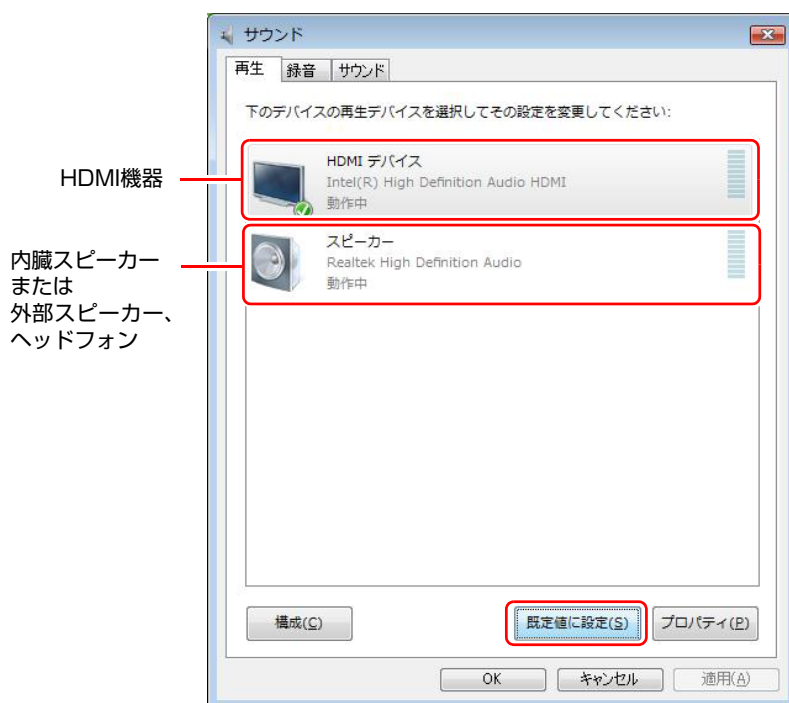 サウンド
再生 録音 サウンド
下のデバイスの再生デバイスを選択してその設定を変更してください:
HDMI機器
HDMI デバイス
Intel(R) High Definition Audio HDMI
動作中
内臓スピーカー
または
外部スピーカー、
ヘッドフォン
スピーカー
Realtek High Definition Audio
動作中
構成(C) 既定値に設定(S) プロパティ(P)
OK キャンセル 適用(A)